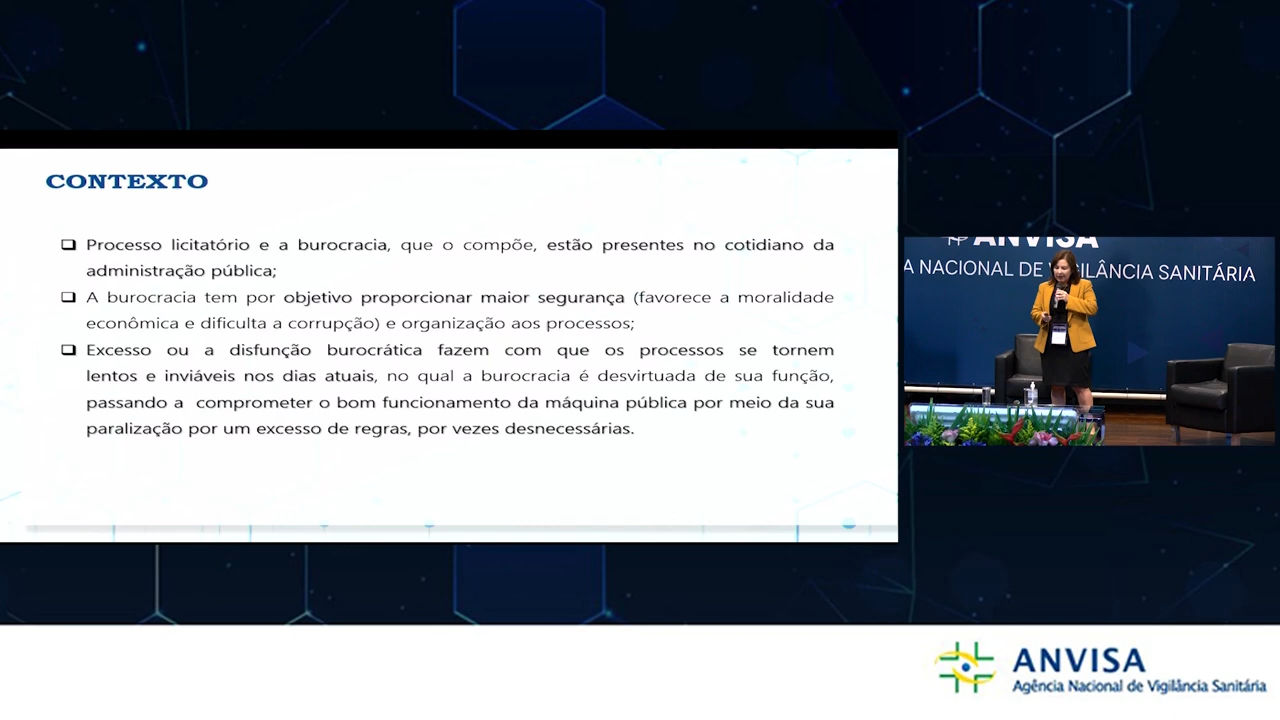 CONTEXTO
Processo licitatório e a burocracia, que o compõe, estão presentes no cotidiano da
administração pública;
A burocracia tem por objetivo proporcionar maior segurança (favorece a moralidade
econômica e dificulta a corrupção) e organização aos processos;
Excesso ou a disfunção burocrática fazem com que os processos se tornem
lentos e inviáveis nos dias atuais, no qual a burocracia é desvirtuada de sua função,
passando a comprometer o bom funcionamento da máquina pública por meio da sua
paralização por um excesso de regras, por vezes desnecessárias.
ANVISA
A NACIONAL DE VIGILÂNCIA SANITÁRIA
ANVISA
Agência Nacional de Vigilância Sanitária